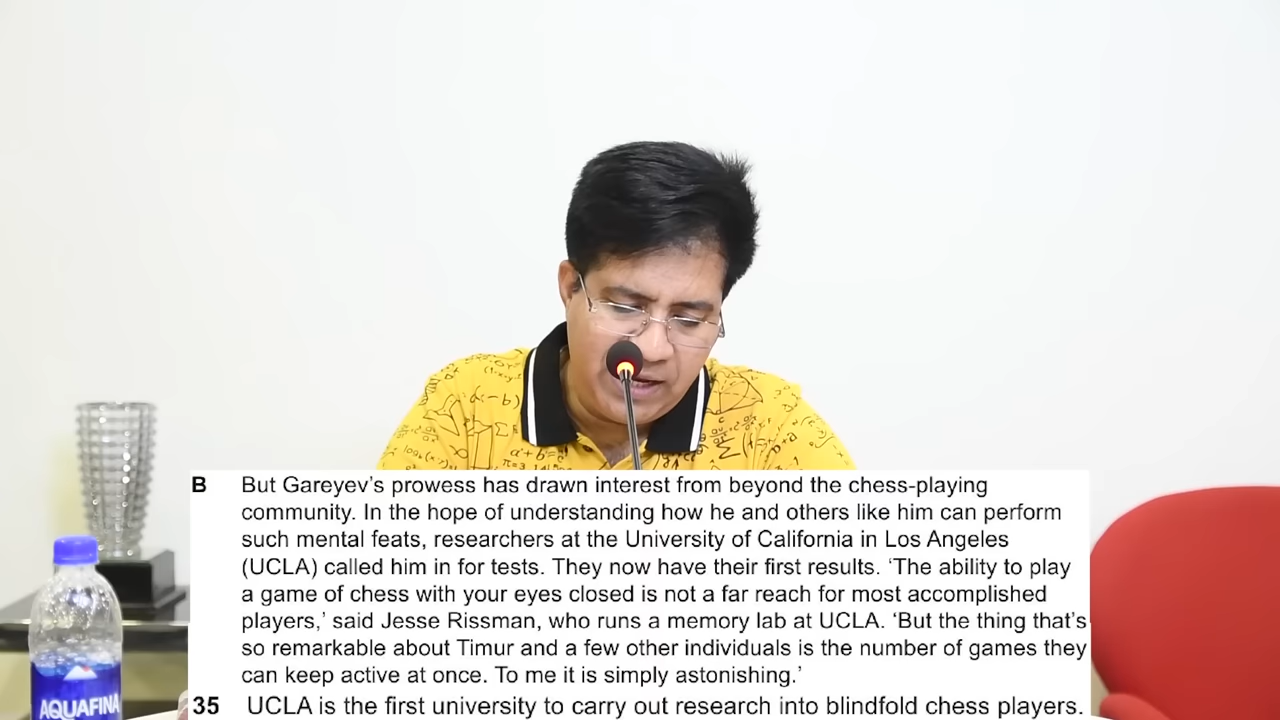 B But Gareyev's prowess has drawn interest from beyond the chess-playing
community. In the hope of understanding how he and others like him can perform
such mental feats, researchers at the University of California in Los Angeles
(UCLA) called him in for tests. They now have their first results. ‘The ability to play
a game of chess with your eyes closed is not a far reach for most accomplished
players,’ said Jesse Rissman, who runs a memory lab at UCLA. ‘But the thing that's
so remarkable about Timur and a few other individuals is the number of games they
can keep active at once. To me it is simply astonishing.’
35 UCLA is the first university to carry out research into blindfold chess players.
AQUAFINA